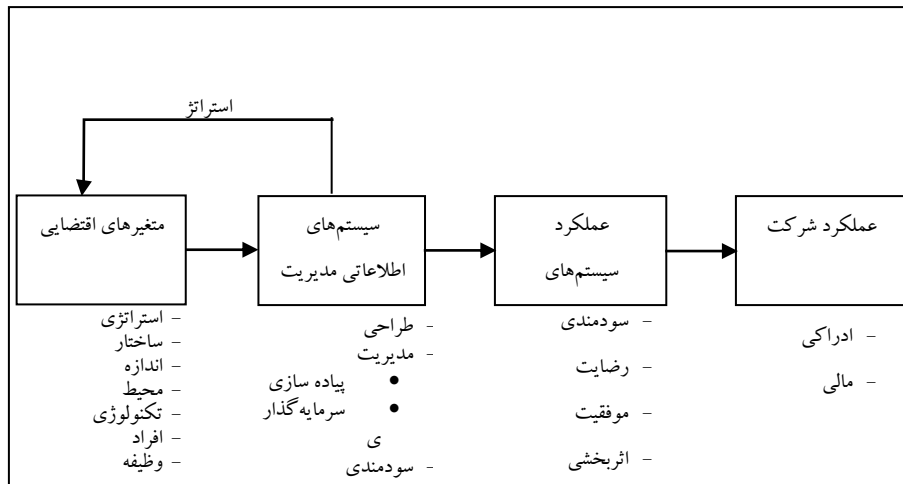 استراتژ
متغیرهای اقتضایی
سیستم‌های
اطلاعاتی مدیریت
عملکرد
سیستم‌های
عملکرد شرکت
- استراتژی
- ساختار
- اندازه
- محیط
- تکنولوژی
- افراد
- وظیفه
- طراحی
- مدیریت
• پیاده سازی
• سرمایه‌گذار
ی
- سودمندی
- سودمندی
- رضایت
- موفقیت
- اثربخشی
- ادراکی
- مالی